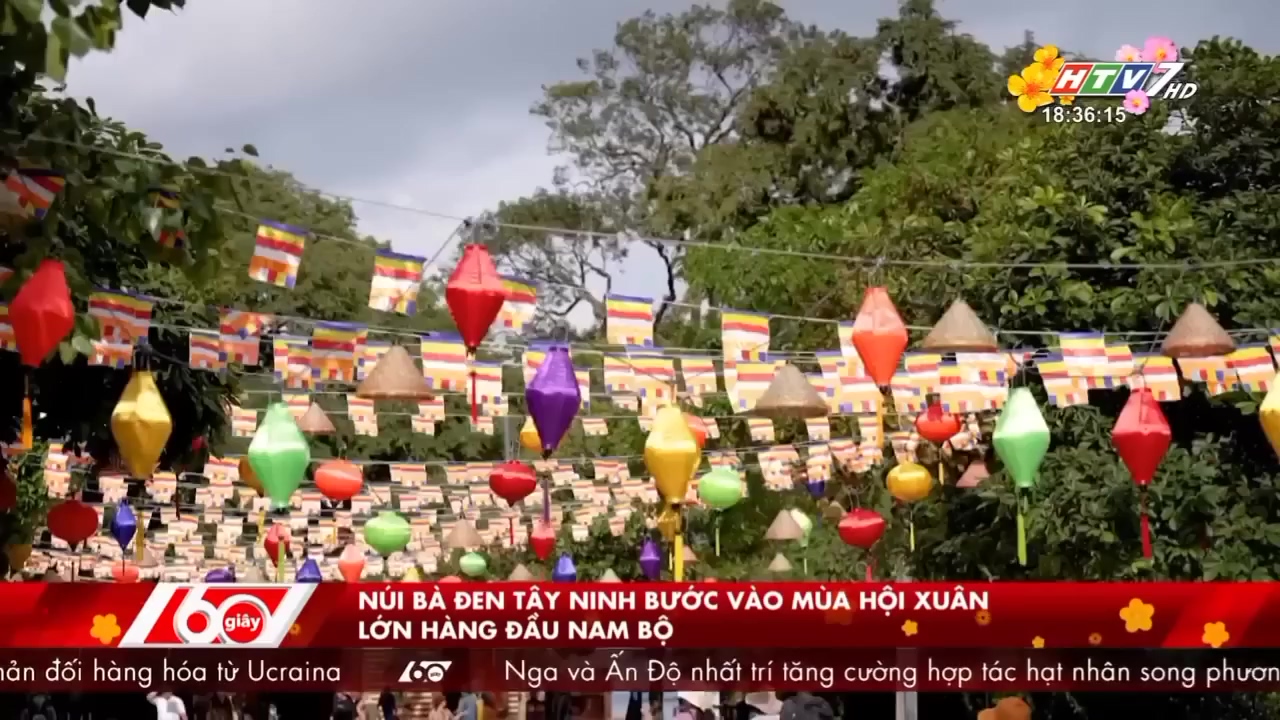 HTV7 HD
18:36:15
60 giây
NÚI BÀ ĐEN TÂY NINH BƯỚC VÀO MÙA HỘI XUÂN
LỚN HÀNG ĐẦU NAM BỘ
đối hàng hóa từ Ucraina 60 giây Nga và Ấn Độ nhất trí tăng cường hợp tác hạt nhân song phươn